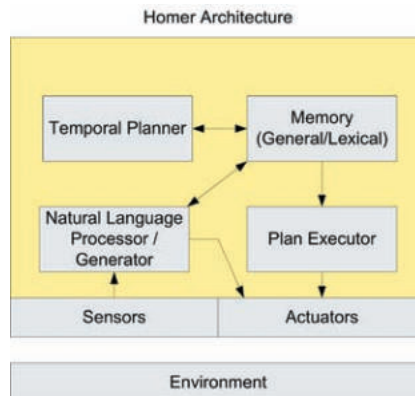 Homer Architecture
Temporal Planner
Memory
(General/Lexical)
Natural Language
Processor /
Generator
Plan Executor
Sensors
Actuators
Environment